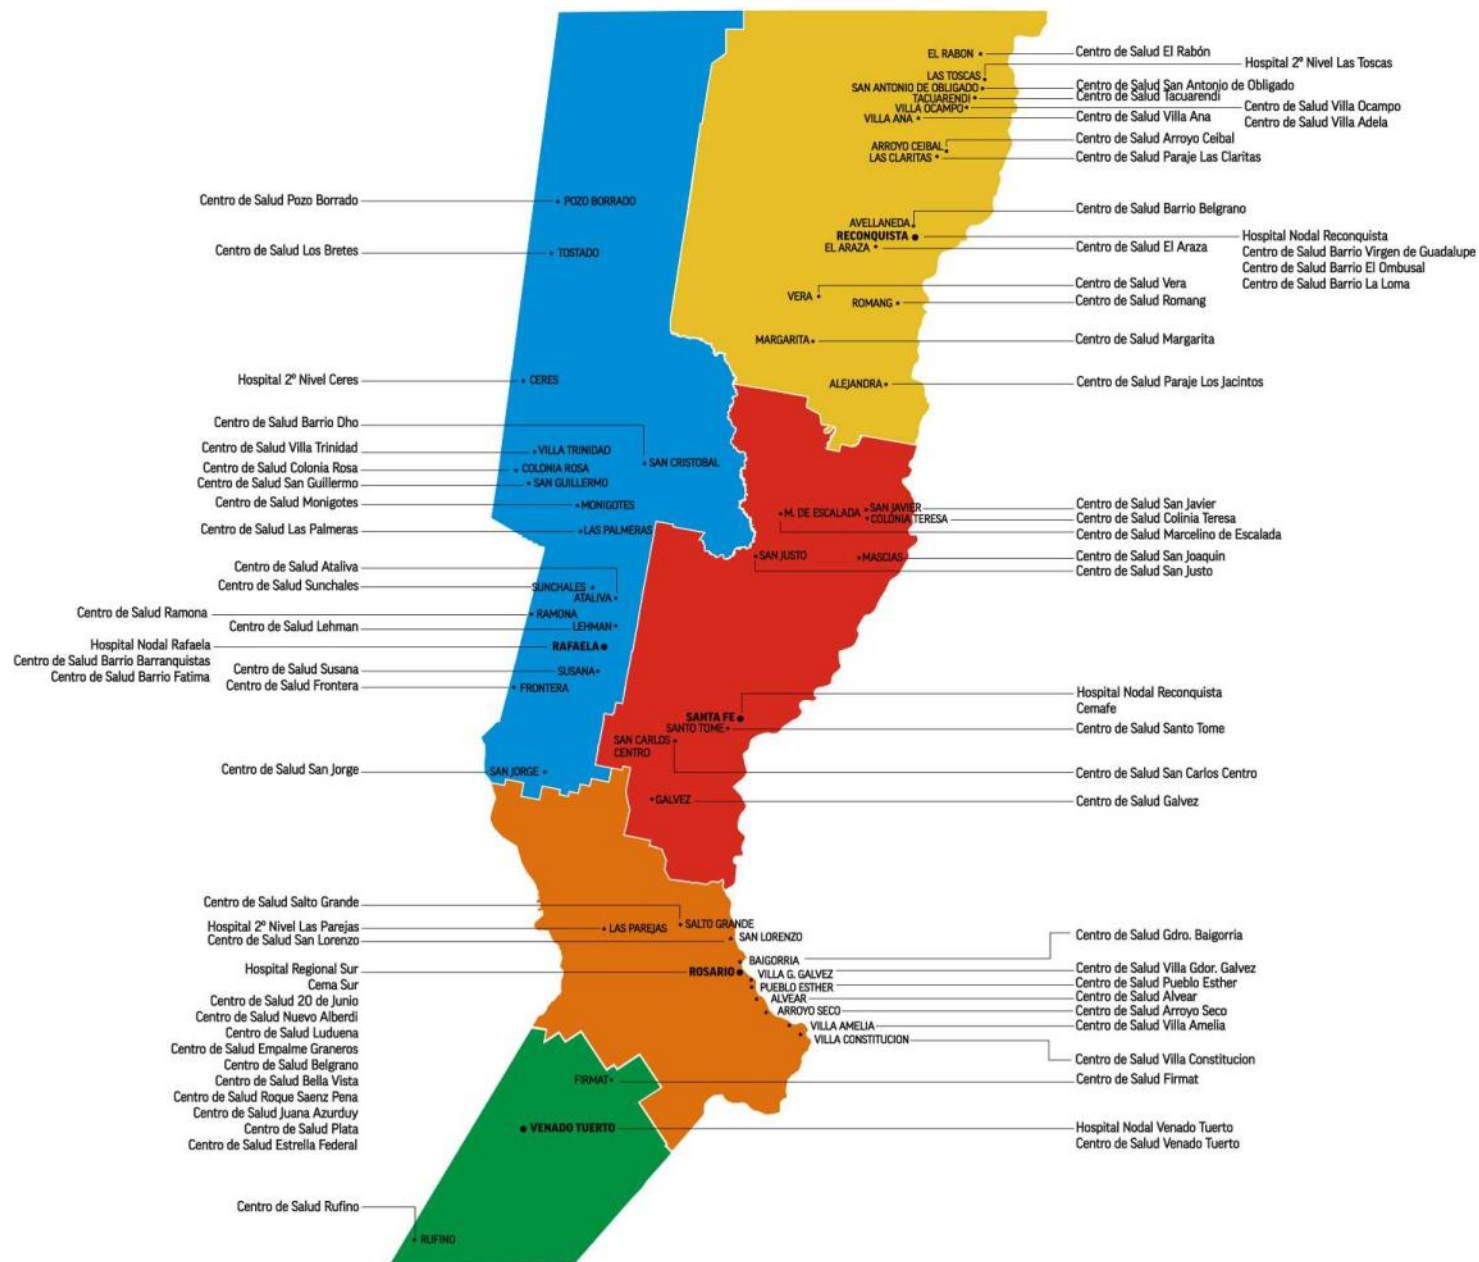 EL RABON
Centro de Salud El Rabón
Hospital 2º Nivel Las Toscas
LAS TOSCAS
SAN ANTONIO DE OBLIGADO
Centro de Salud San Antonio de Obligado
TACUARENDI
Centro de Salud Tacuarendi
VILLA OCAMPO
Centro de Salud Villa Ocampo
Centro de Salud Villa Adela
VILLA ANA
Centro de Salud Villa Ana
ARROYO CEIBAL
Centro de Salud Arroyo Ceibal
LAS CLARITAS
Centro de Salud Paraje Las Claritas
Centro de Salud Pozo Borrado
POZO BORRADO
AVELLANEDA
Centro de Salud Barrio Belgrano
RECONQUISTA
Hospital Nodal Reconquista
Centro de Salud Barrio Virgen de Guadalupe
Centro de Salud Barrio El Ombusal
Centro de Salud Barrio La Loma
EL ARAZA
Centro de Salud El Araza
Centro de Salud Los Bretes
TOSTADO
VERA
Centro de Salud Vera
ROMANG
Centro de Salud Romang
MARGARITA
Centro de Salud Margarita
Hospital 2º Nivel Ceres
CERES
ALEJANDRA
Centro de Salud Paraje Los Jacintos
Centro de Salud Barrio Dho
SAN CRISTOBAL
Centro de Salud Villa Trinidad
VILLA TRINIDAD
Centro de Salud Colonia Rosa
COLONIA ROSA
Centro de Salud San Guillermo
SAN GUILLERMO
Centro de Salud Monigotes
MONIGOTES
Centro de Salud Las Palmeras
LAS PALMERAS
SAN JAVIER
Centro de Salud San Javier
COLONIA TERESA
Centro de Salud Colinia Teresa
M. DE ESCALADA
Centro de Salud Marcelino de Escalada
MASCIAS
Centro de Salud San Joaquin
SAN JUSTO
Centro de Salud San Justo
Centro de Salud Ataliva
Centro de Salud Sunchales
SUNCHALES
ATALIVA
Centro de Salud Ramona
RAMONA
Centro de Salud Lehman
LEHMAN
Hospital Nodal Rafaela
Centro de Salud Barrio Barranquistas
Centro de Salud Barrio Fatima
RAFAELA
Centro de Salud Susana
SUSANA
Centro de Salud Frontera
FRONTERA
Hospital Nodal Reconquista
Cemafe
SANTA FE
SANTO TOME
Centro de Salud Santo Tome
SAN CARLOS
CENTRO
Centro de Salud San Carlos Centro
Centro de Salud San Jorge
SAN JORGE
GALVEZ
Centro de Salud Galvez
Centro de Salud Salto Grande
SALTO GRANDE
Hospital 2º Nivel Las Parejas
LAS PAREJAS
Centro de Salud San Lorenzo
SAN LORENZO
Centro de Salud Gdro. Baigorria
BAIGORRIA
Hospital Regional Sur
Cema Sur
Centro de Salud 20 de Junio
Centro de Salud Nuevo Alberdi
Centro de Salud Luduena
Centro de Salud Empalme Graneros
Centro de Salud Belgrano
Centro de Salud Bella Vista
Centro de Salud Roque Saenz Pena
Centro de Salud Juana Azurduy
Centro de Salud Plata
Centro de Salud Estrella Federal
ROSARIO
VILLA G. GALVEZ
Centro de Salud Villa Gdor. Galvez
PUEBLO ESTHER
Centro de Salud Pueblo Esther
ALVEAR
Centro de Salud Alvear
ARROYO SECO
Centro de Salud Arroyo Seco
VILLA AMELIA
Centro de Salud Villa Amelia
VILLA CONSTITUCION
Centro de Salud Villa Constitucion
FIRMAT
Centro de Salud Firmat
VENADO TUERTO
Hospital Nodal Venado Tuerto
Centro de Salud Venado Tuerto
Centro de Salud Rufino
RUFINO